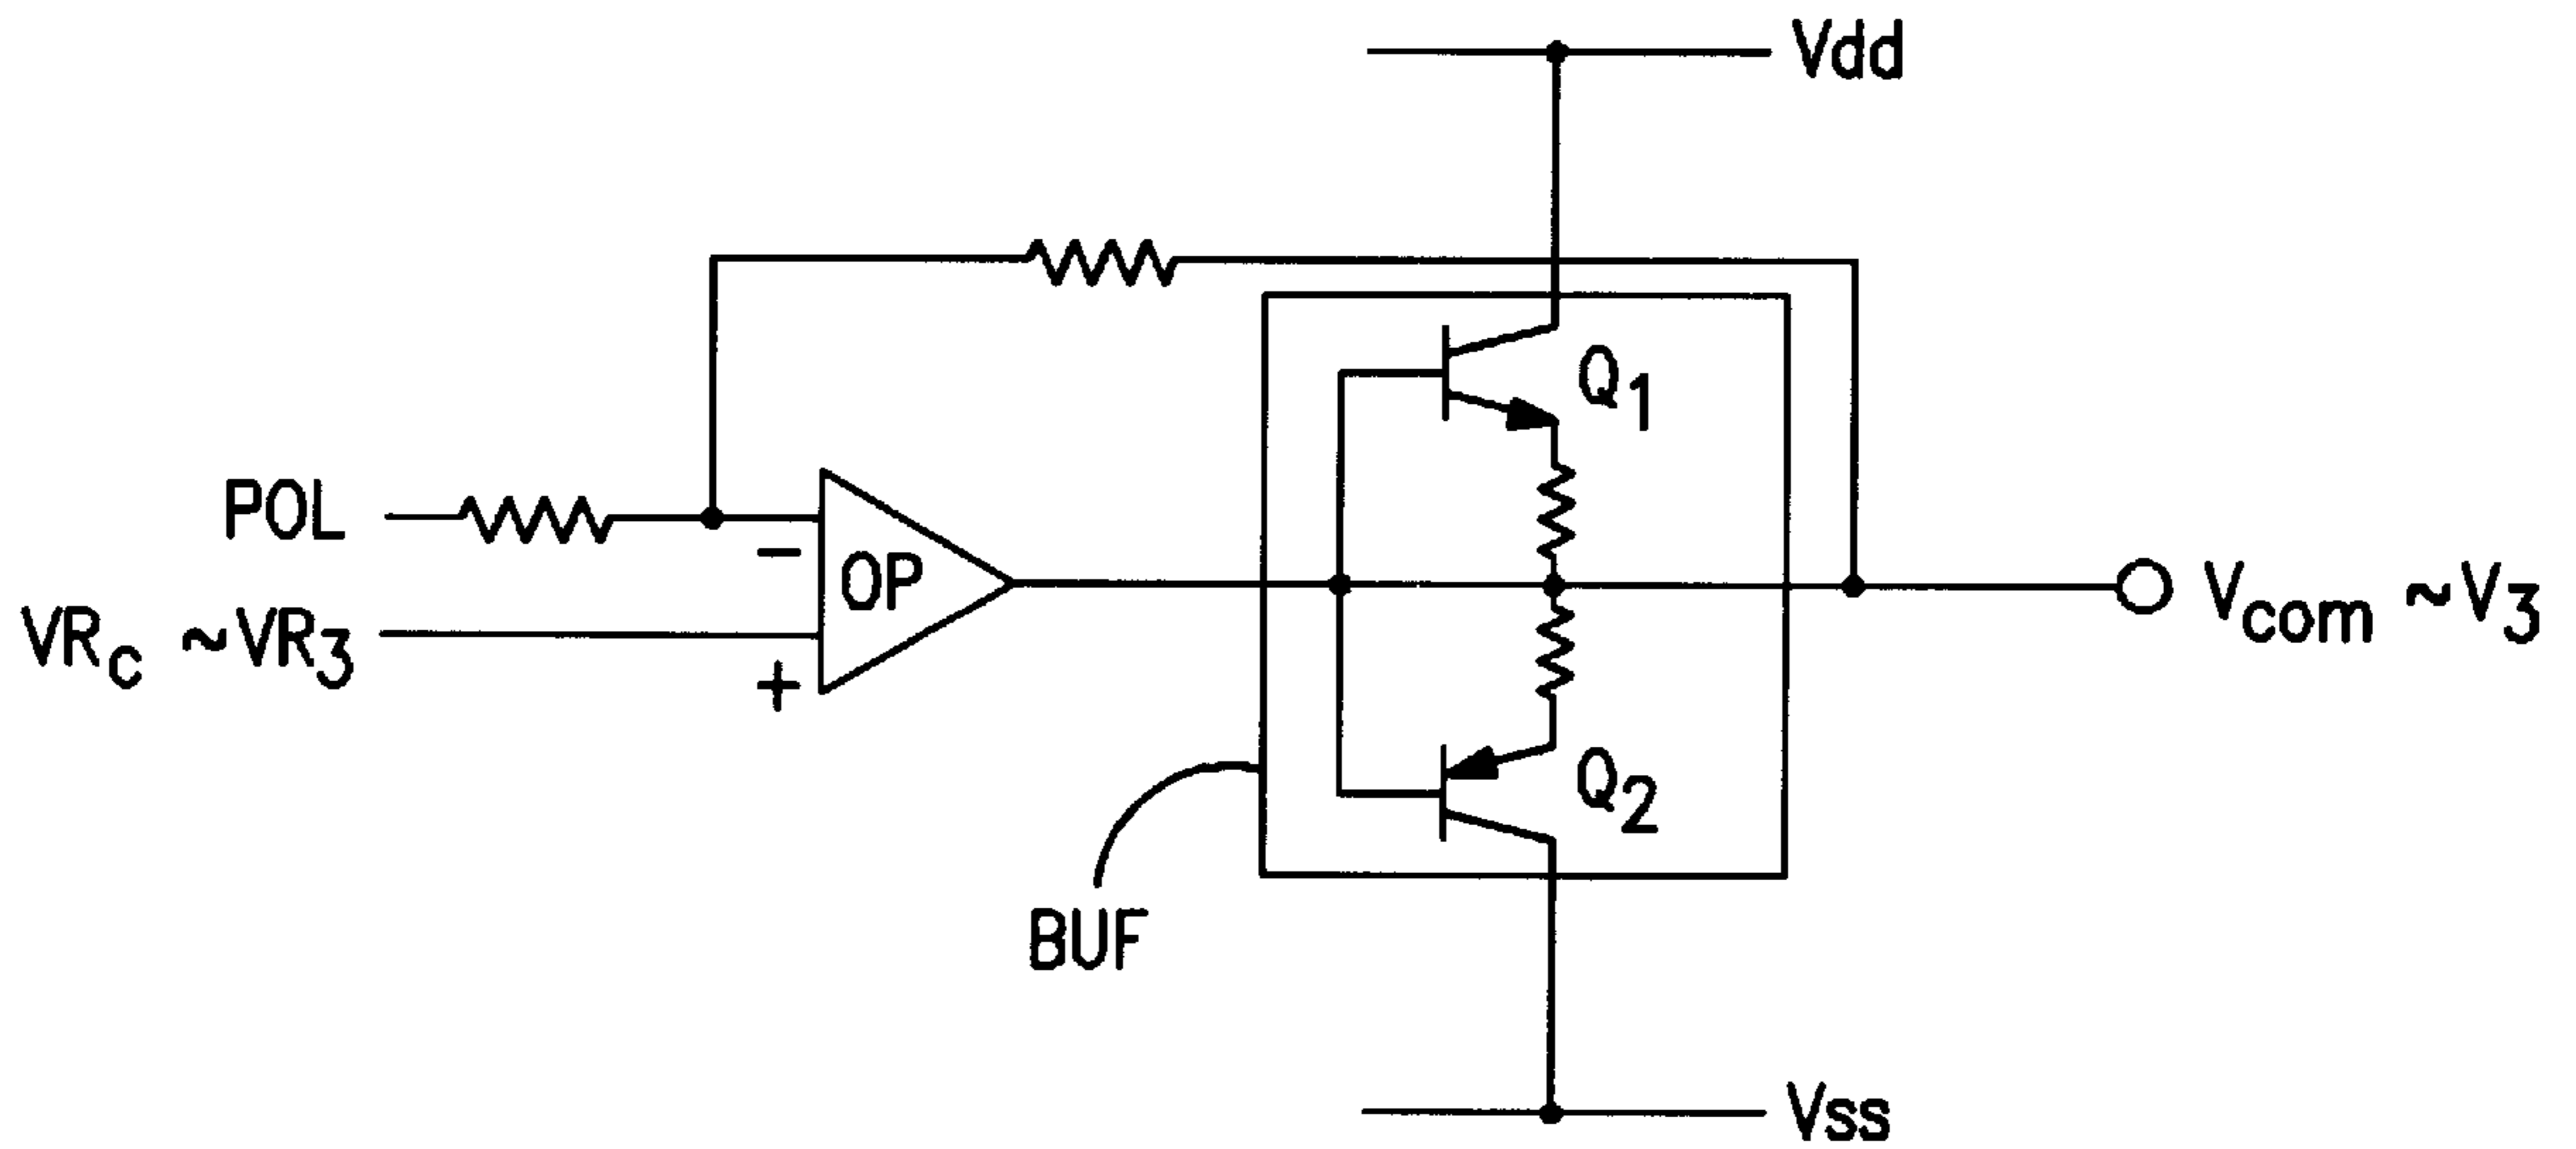 Vdd
Q1
POL
−
OP
VRc ~VR3
+
Vcom ~V3
Q2
BUF
Vss